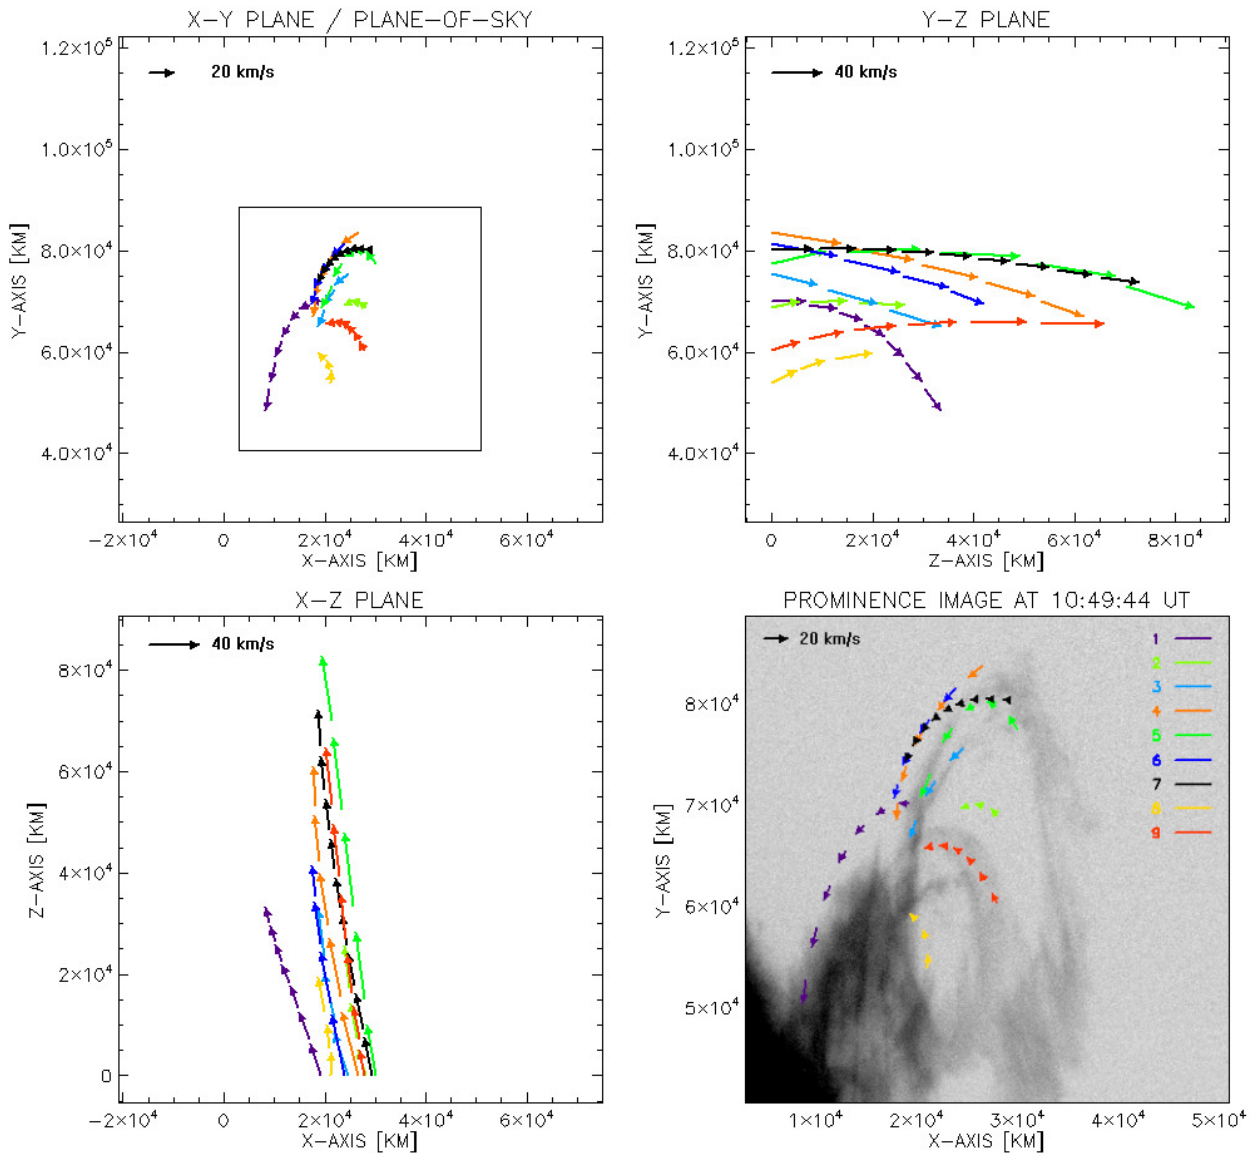 X-Y PLANE / PLANE-OF-SKY
1.2×10⁵
1.0×10⁵
8.0×10⁴
6.0×10⁴
4.0×10⁴
Y-AXIS [KM]
20 km/s
-2×10⁴ 0 2×10⁴ 4×10⁴ 6×10⁴
X-AXIS [KM]
Y-Z PLANE
1.2×10⁵
1.0×10⁵
8.0×10⁴
6.0×10⁴
4.0×10⁴
Y-AXIS [KM]
40 km/s
0 2×10⁴ 4×10⁴ 6×10⁴ 8×10⁴
Z-AXIS [KM]
X-Z PLANE
8×10⁴
6×10⁴
4×10⁴
2×10⁴
0
Z-AXIS [KM]
40 km/s
-2×10⁴ 0 2×10⁴ 4×10⁴ 6×10⁴
X-AXIS [KM]
PROMINENCE IMAGE AT 10:49:44 UT
8×10⁴
7×10⁴
6×10⁴
5×10⁴
Y-AXIS [KM]
20 km/s
1
2
3
4
5
6
7
8
9
1×10⁴ 2×10⁴ 3×10⁴ 4×10⁴ 5×10⁴
X-AXIS [KM]